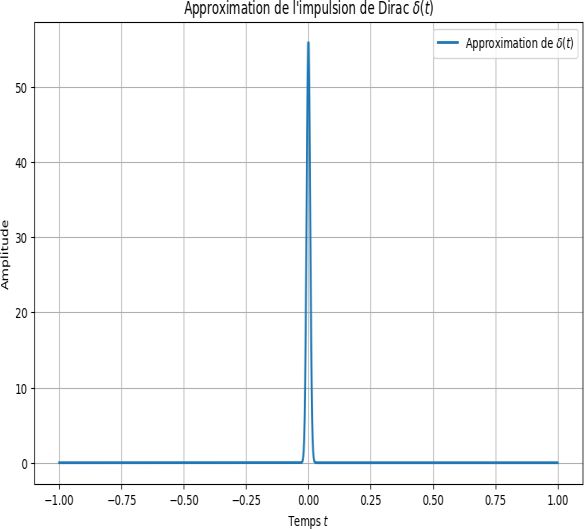 Approximation de l'impulsion de Dirac δ(t)
Approximation de δ(t)
50
40
30
20
10
0
Amplitude
−1.00 −0.75 −0.50 −0.25 0.00 0.25 0.50 0.75 1.00
Temps t